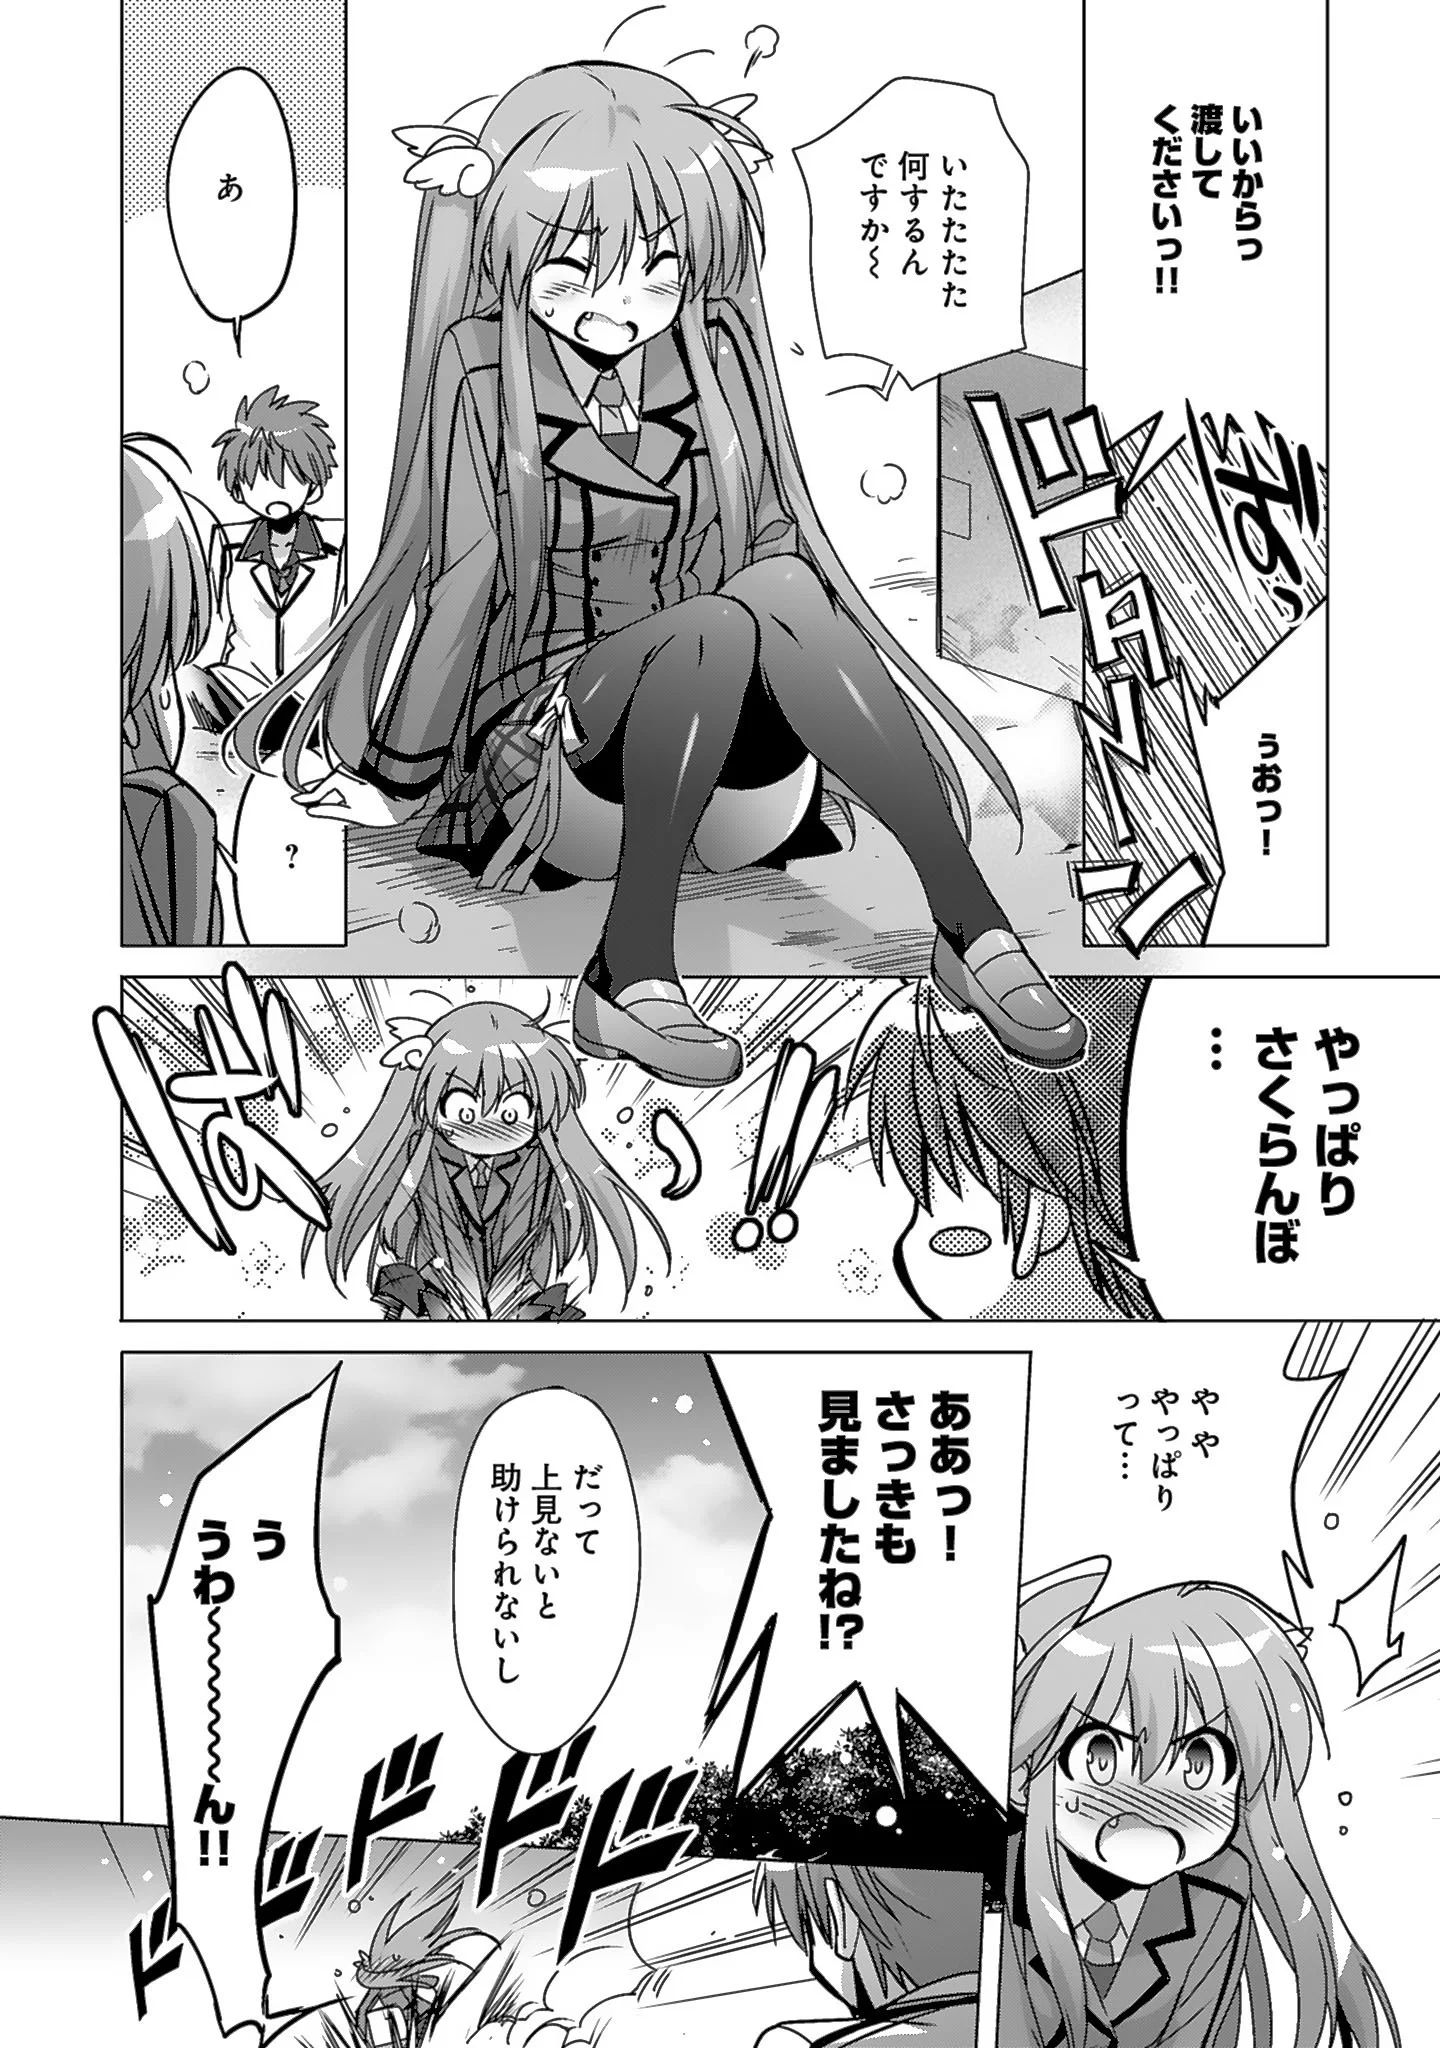 いいからっ
渡して
くださいっ!!
うおっ!
ドターン
いたたたた
何するん
ですか〜
あ
?
やっぱり
さくらんぼ
…
!!
ばっ
や や
やっぱり
って…
ああっ!
さっきも
見ましたね!?
だって
上見ないと
助けられないし
う
うわ〜〜〜〜ん!!
ドドドドド